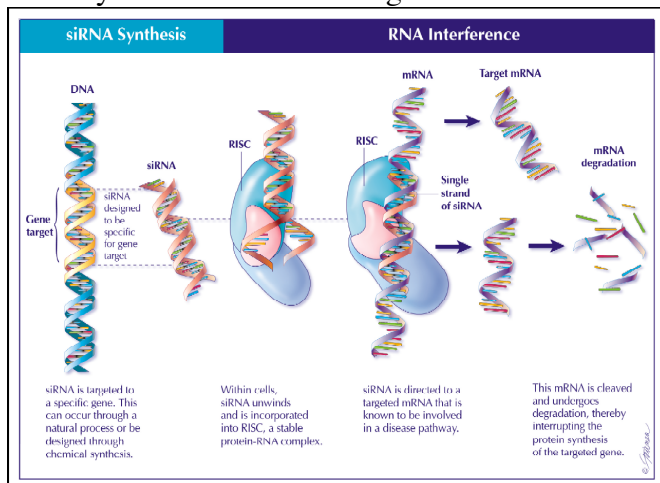 siRNA Synthesis
RNA Interference
DNA
siRNA
Gene
target
siRNA
designed
to be
specific
for gene
target
RISC
RISC
mRNA
Single
strand
of siRNA
Target mRNA
mRNA
degradation
siRNA is targeted to
a specific gene. This
can occur through a
natural process or be
designed through
chemical synthesis.
Within cells,
siRNA unwinds
and is incorporated
into RISC, a stable
protein-RNA complex.
siRNA is directed to a
targeted mRNA that is
known to be involved
in a disease pathway.
This mRNA is cleaved and
undergoes
degradation, thereby
interrupting the
protein synthesis
of the targeted gene.